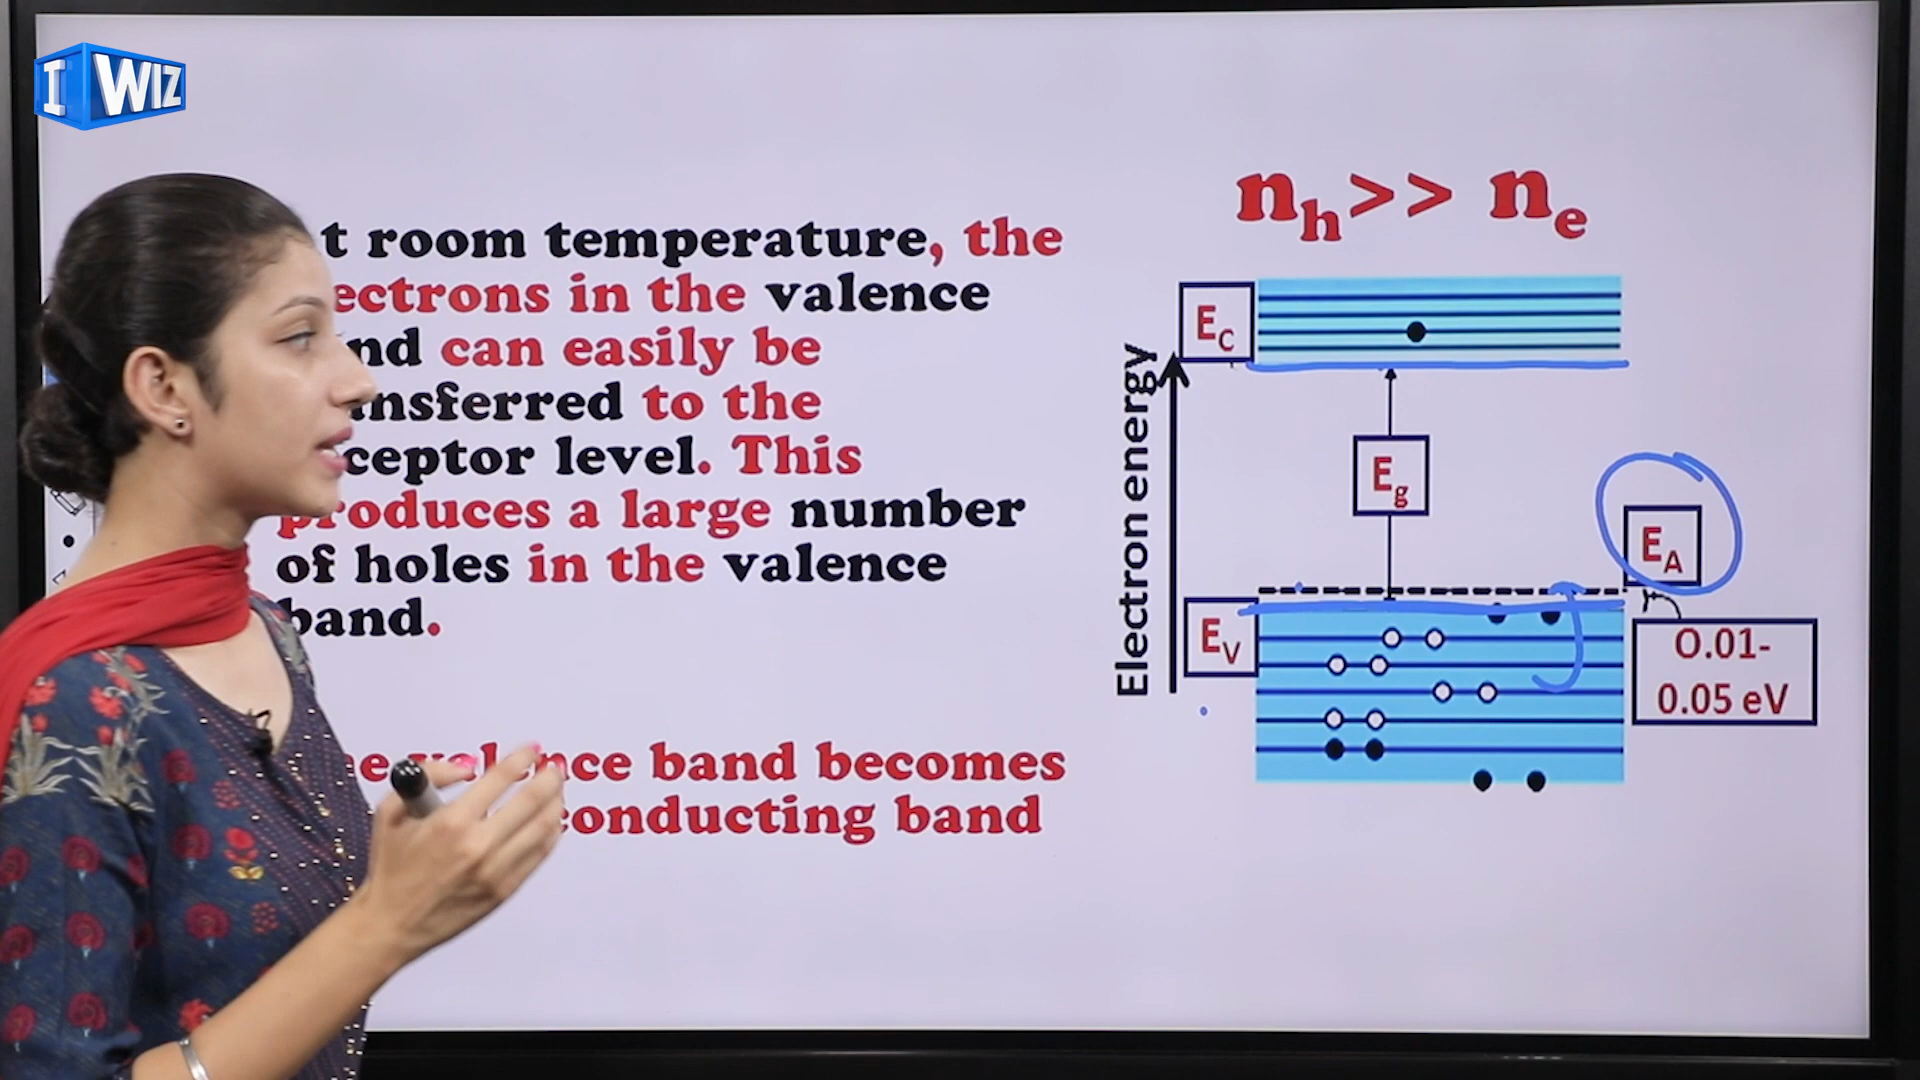 I WIZ
t room temperature, the
ectrons in the valence
nd can easily be
nsferred to the
ceptor level. This
produces a large number
of holes in the valence
band.
valence band becomes
conducting band
nh>> ne
EC
Electron energy
Eg
EA
EV
0.01-
0.05 eV